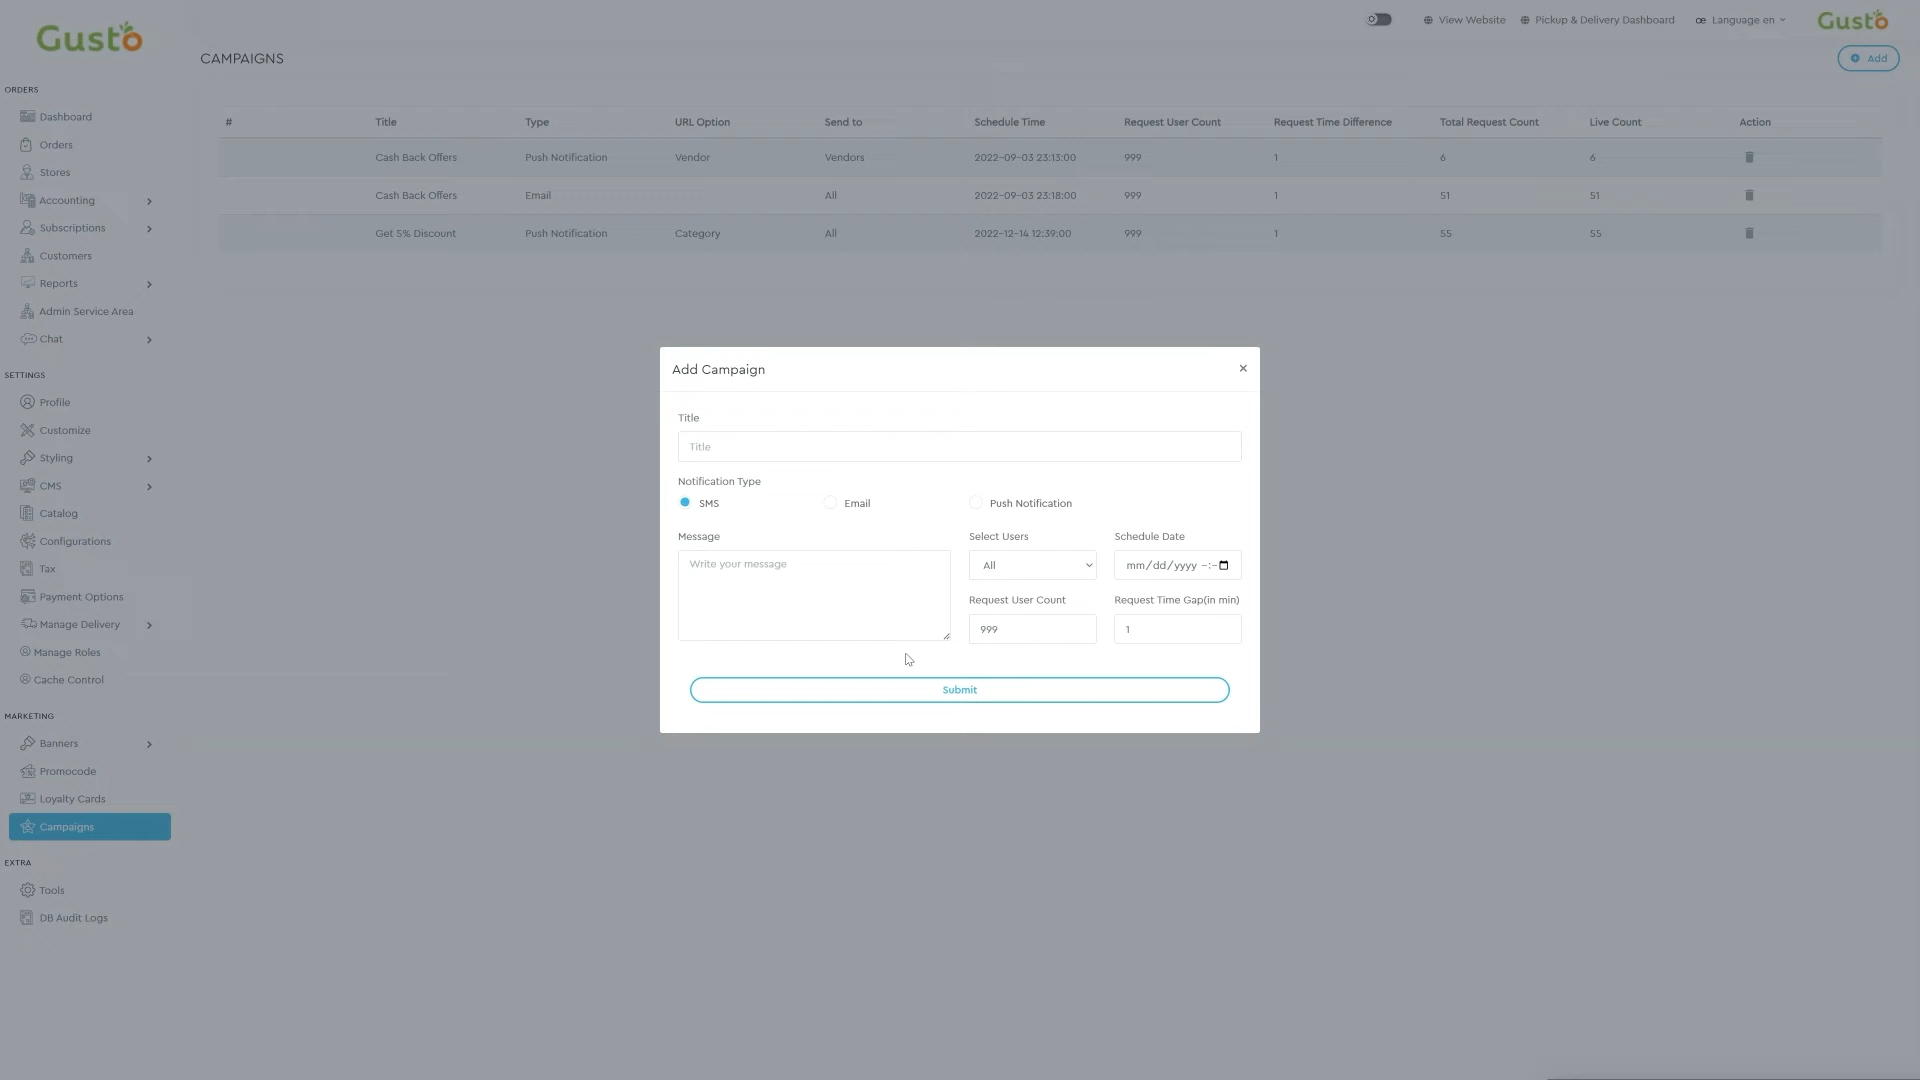 Gusto
View Website
Pickup & Delivery Dashboard
Language en
Gusto
CAMPAIGNS
Add
ORDERS
Dashboard
Orders
Stores
Accounting
Subscriptions
Customers
Reports
Admin Service Area
Chat
SETTINGS
Profile
Customize
Styling
CMS
Catalog
Configurations
Tax
Payment Options
Manage Delivery
Manage Roles
Cache Control
MARKETING
Banners
Promocode
Loyalty Cards
Campaigns
EXTRA
Tools
DB Audit Logs
# Title Type URL Option Send to Schedule Time Request User Count Request Time Difference Total Request Count Live Count Action
Cash Back Offers Push Notification Vendor Vendors 2022-09-03 23:13:00 999 1 6 6
Cash Back Offers Email All 2022-09-03 23:18:00 999 1 51 51
Get 5% Discount Push Notification Category All 2022-12-14 12:39:00 999 1 55 55
Add Campaign
×
Title
Title
Notification Type
SMS Email Push Notification
Message
Write your message
Select Users
All
Schedule Date
mm/dd/yyyy -:-
Request User Count
999
Request Time Gap(in min)
1
Submit